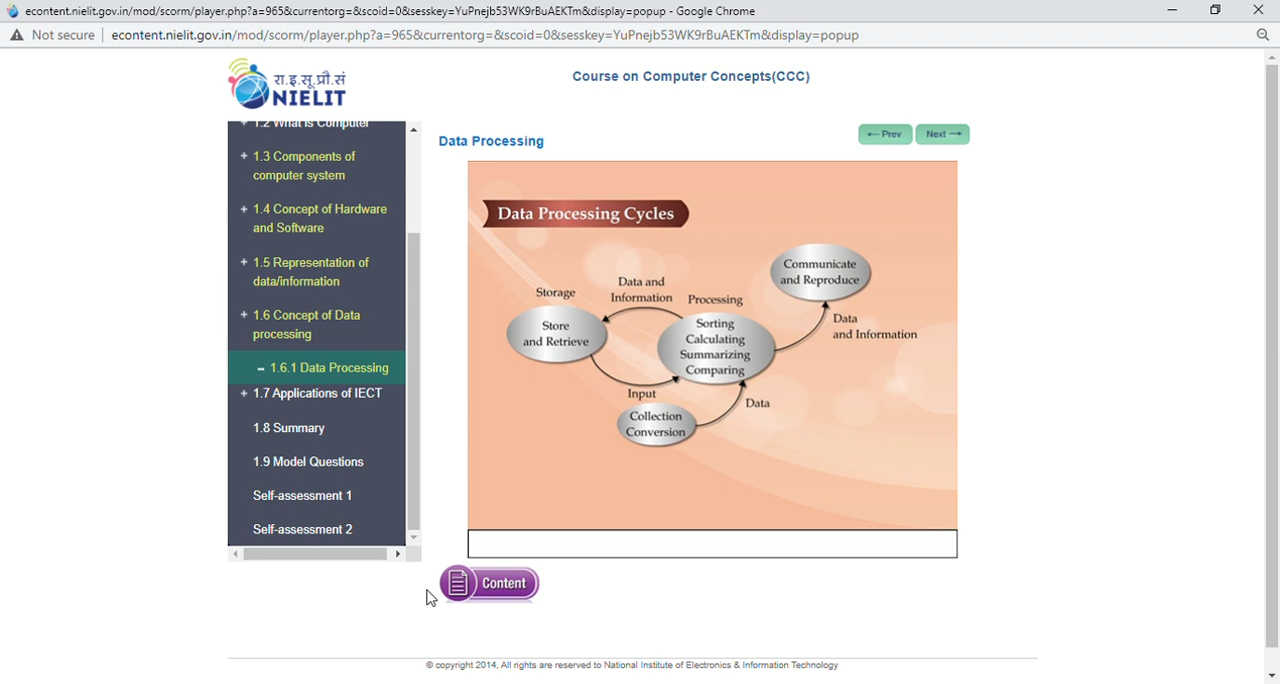 econtent.nielit.gov.in/mod/scorm/player.php?a=965&currentorg=&scoid=0&sesskey=YuPnejb53WK9rBuAEKTm&display=popup - Google Chrome
Not secure
econtent.nielit.gov.in/mod/scorm/player.php?a=965&currentorg=&scoid=0&sesskey=YuPnejb53WK9rBuAEKTm&display=popup
रा.इ.सू.प्रौ.सं
NIELIT
Course on Computer Concepts(CCC)
+ 1.2 What is Computer
+ 1.3 Components of
computer system
+ 1.4 Concept of Hardware
and Software
+ 1.5 Representation of
data/information
+ 1.6 Concept of Data
processing
– 1.6.1 Data Processing
+ 1.7 Applications of IECT
1.8 Summary
1.9 Model Questions
Self-assessment 1
Self-assessment 2
Data Processing
← Prev
Next →
Data Processing Cycles
Storage
Store
and Retrieve
Data and
Information
Processing
Sorting
Calculating
Summarizing
Comparing
Communicate
and Reproduce
Data
and Information
Input
Collection
Conversion
Data
Content
© copyright 2014, All rights are reserved to National Institute of Electronics & Information Technology